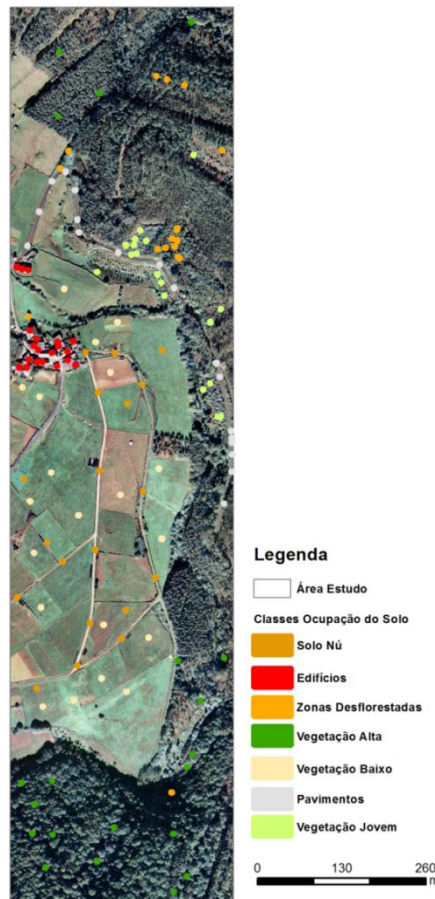 Legenda
Área Estudo
Classes Ocupação do Solo
Solo Nú
Edifícios
Zonas Desflorestadas
Vegetação Alta
Vegetação Baixo
Pavimentos
Vegetação Jovem
0 130 260
m